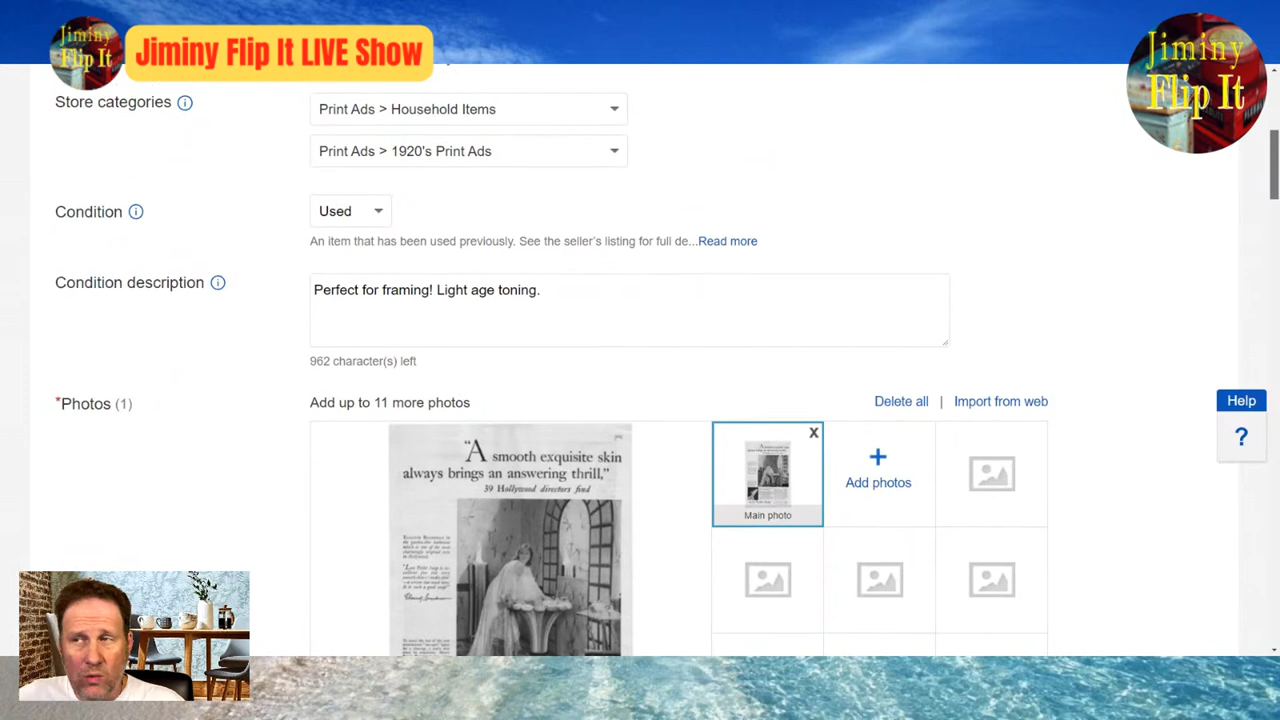 Jiminy
Flip It
Jiminy Flip It LIVE Show
Jiminy
Flip It
Store categories
Print Ads > Household Items
Print Ads > 1920's Print Ads
Condition
Used
An item that has been used previously. See the seller's listing for full de...Read more
Condition description
Perfect for framing! Light age toning.
962 character(s) left
*Photos (1)
Add up to 11 more photos
Delete all | Import from web
Help
?
"A smooth exquisite skin
always brings an answering thrill,"
39 Hollywood directors find
X
Main photo
+
Add photos